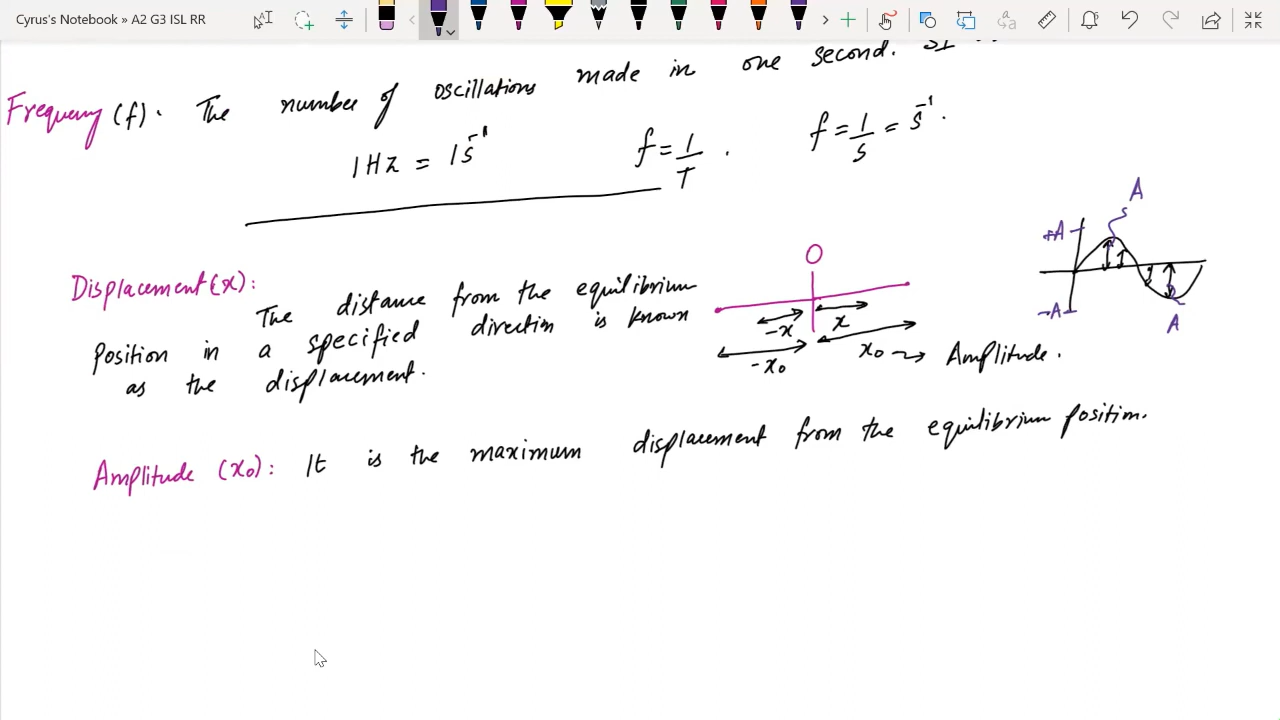 Cyrus's Notebook » A2 G3 ISL RR
Frequency (f). The number of oscillations made in one second. SI
1Hz = 1s⁻¹ f = 1/T . f = 1/s = s⁻¹.
A
+A
-A
A
Displacement (x):
The distance from the equilibrium
position in a specified direction is known
as the displacement.
O
-x x
-x₀ x₀ → Amplitude.
Amplitude (x₀): It is the maximum displacement from the equilibrium position.